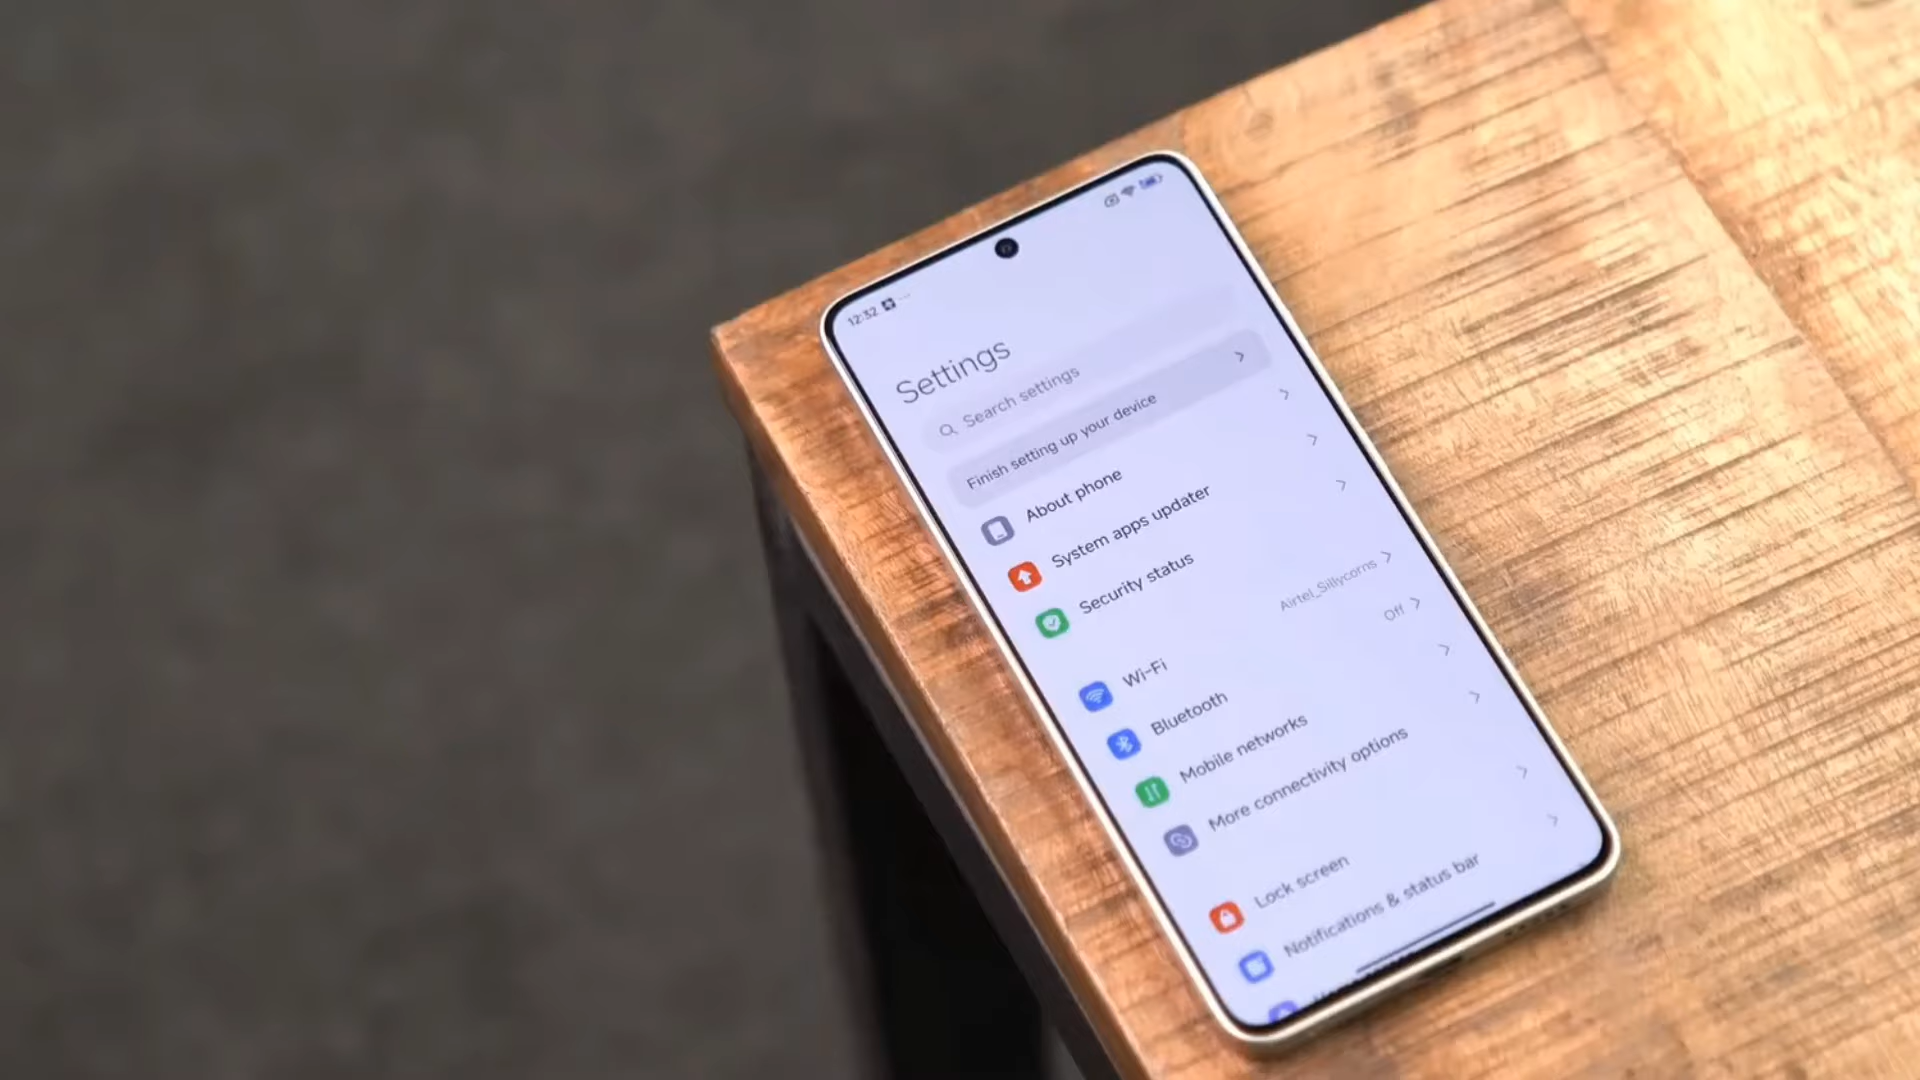 12:32
Settings
Search settings
Finish setting up your device
About phone
System apps updater
Security status
Wi-Fi
Airtel_Sillycorns
Bluetooth
Off
Mobile networks
More connectivity options
Lock screen
Notifications & status bar